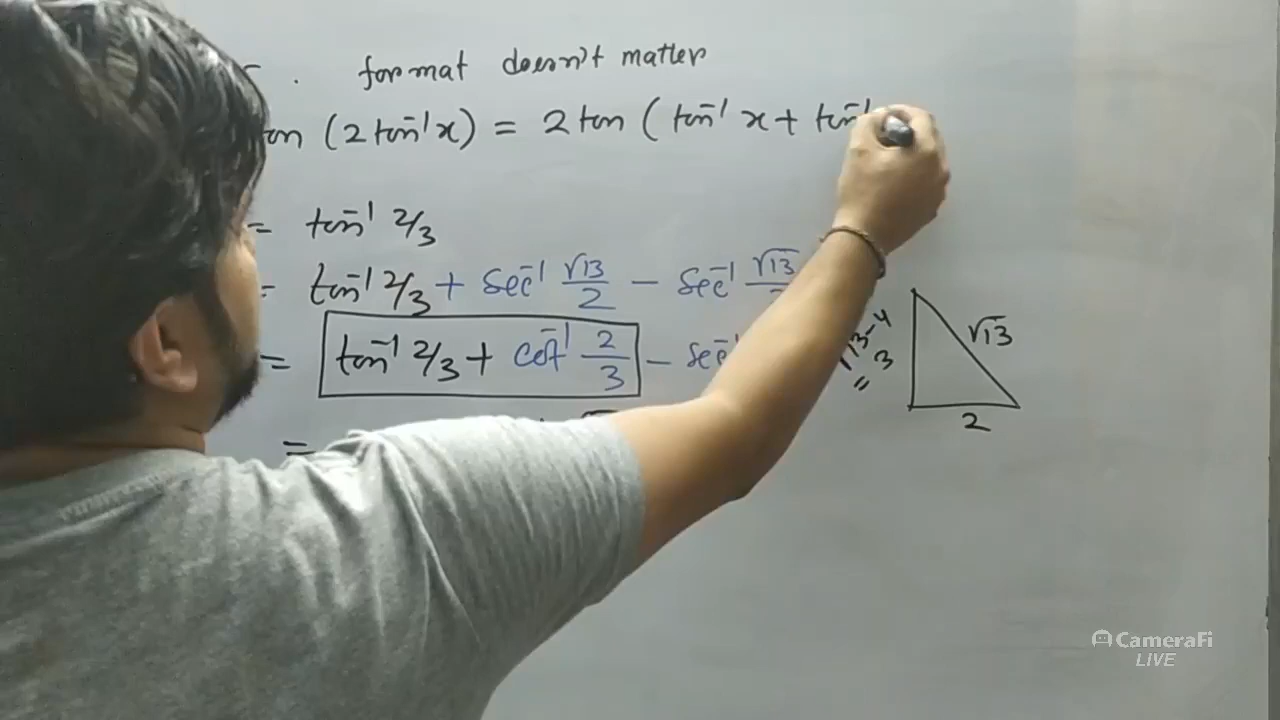 format doesn't matter
tan (2 tan⁻¹x) = 2 tan (tan⁻¹ x + tan⁻¹
= tan⁻¹ 2/3
= tan⁻¹ 2/3 + sec⁻¹ √13/2 − sec⁻¹ √13
= tan⁻¹ 2/3 + cot⁻¹ 2/3 − sec⁻¹
=
√13
2
3
=
CameraFi
LIVE